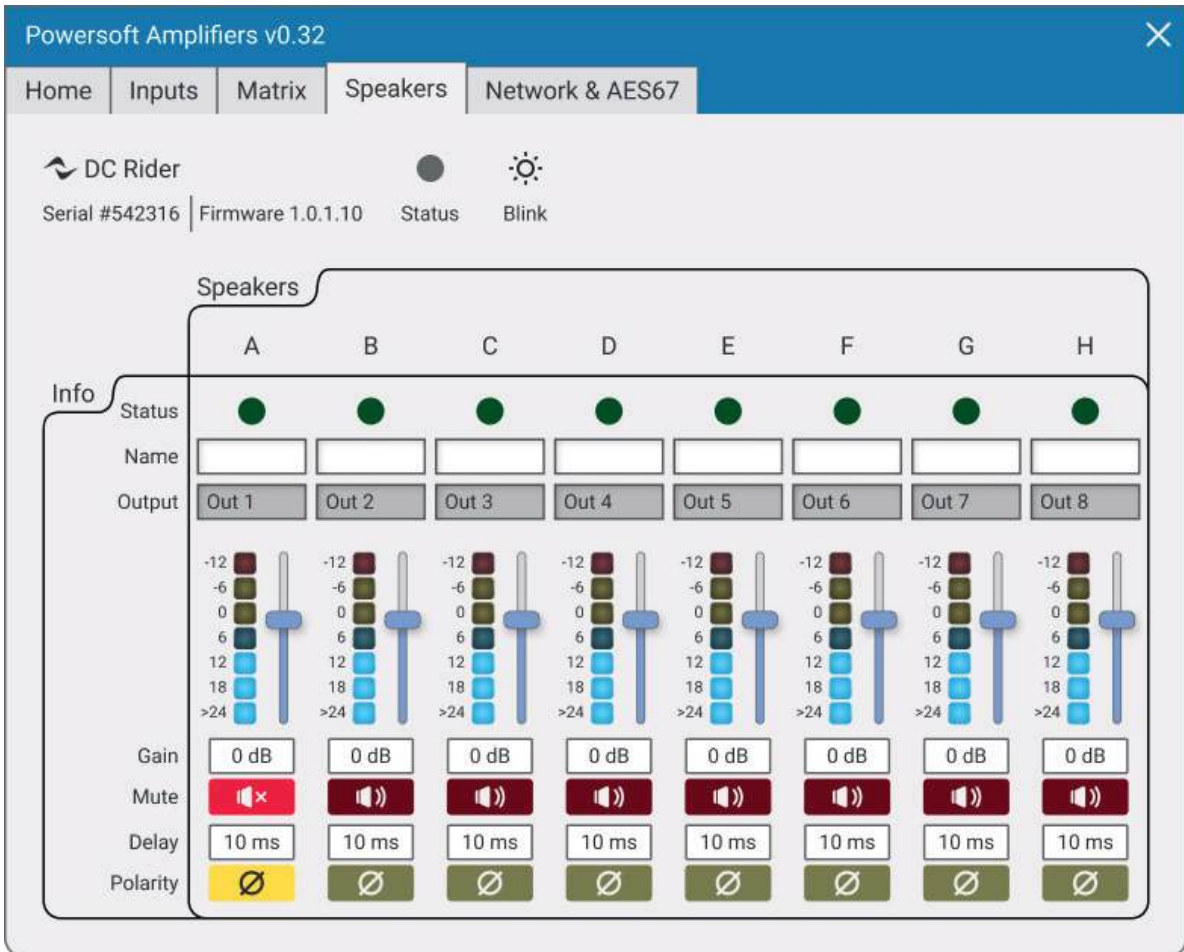 Powersoft Amplifiers v0.32
Home Inputs Matrix Speakers Network & AES67
DC Rider
Serial #542316 Firmware 1.0.1.10 Status Blink
Speakers
A B C D E F G H
Info
Status
Name
Output Out 1 Out 2 Out 3 Out 4 Out 5 Out 6 Out 7 Out 8
-12 -12 -12 -12 -12 -12 -12 -12
-6 -6 -6 -6 -6 -6 -6 -6
0 0 0 0 0 0 0 0
6 6 6 6 6 6 6 6
12 12 12 12 12 12 12 12
18 18 18 18 18 18 18 18
>24 >24 >24 >24 >24 >24 >24 >24
Gain 0 dB 0 dB 0 dB 0 dB 0 dB 0 dB 0 dB 0 dB
Mute
Delay 10 ms 10 ms 10 ms 10 ms 10 ms 10 ms 10 ms 10 ms
Polarity Ø Ø Ø Ø Ø Ø Ø Ø